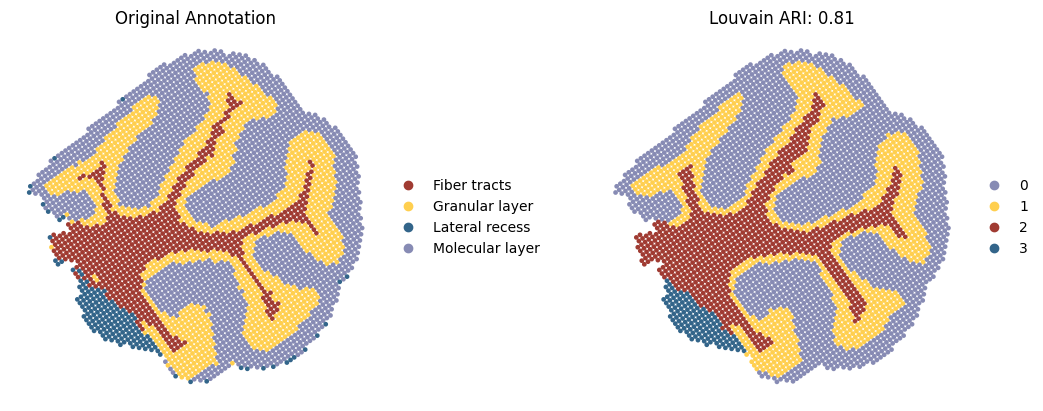 Original Annotation
Fiber tracts
Granular layer
Lateral recess
Molecular layer
Louvain ARI: 0.81
0
1
2
3